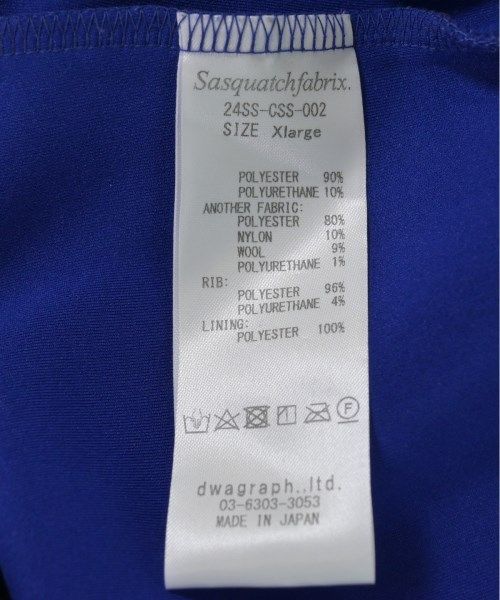 Sasquatchfabrix.
24SS-CSS-002
SIZE Xlarge
POLYESTER 90%
POLYURETHANE 10%
ANOTHER FABRIC:
POLYESTER 80%
NYLON 10%
WOOL 9%
POLYURETHANE 1%
RIB:
POLYESTER 96%
POLYURETHANE 4%
LINING:
POLYESTER 100%
F
dwagraph.,ltd.
03-6303-3053
MADE IN JAPAN